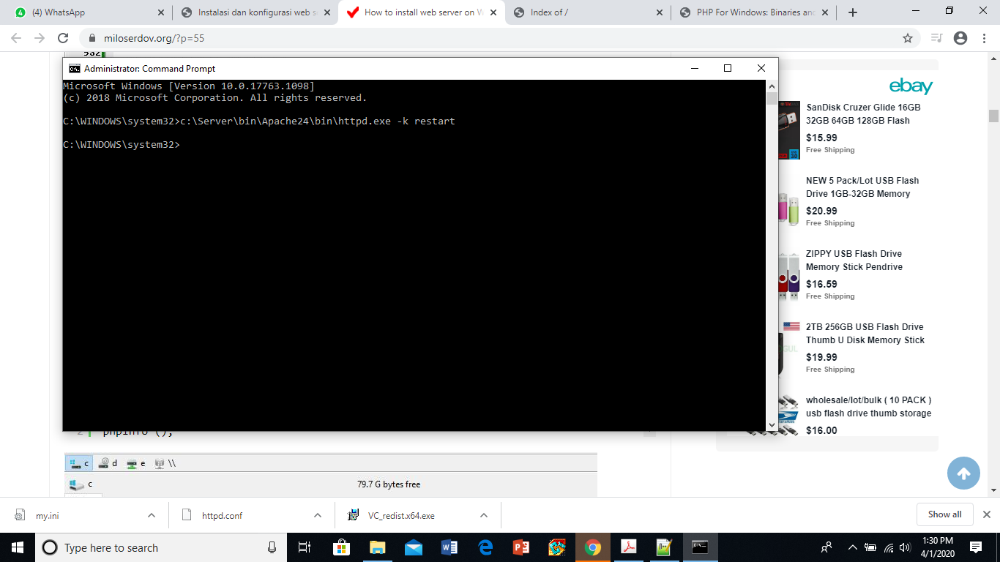 (4) WhatsApp
Instalasi dan konfigurasi web s
How to install web server on W
Index of /
PHP For Windows: Binaries and
miloserdov.org/?p=55
532
Administrator: Command Prompt
Microsoft Windows [Version 10.0.17763.1098]
(c) 2018 Microsoft Corporation. All rights reserved.
C:\WINDOWS\system32>c:\Server\bin\Apache24\bin\httpd.exe -k restart
C:\WINDOWS\system32>
ebay
SanDisk Cruzer Glide 16GB
32GB 64GB 128GB Flash
$15.99
Free Shipping
NEW 5 Pack/Lot USB Flash
Drive 1GB-32GB Memory
$20.99
Free Shipping
ZIPPY USB Flash Drive
Memory Stick Pendrive
$16.59
Free Shipping
2TB 256GB USB Flash Drive
Thumb U Disk Memory Stick
$19.99
Free Shipping
wholesale/lot/bulk ( 10 PACK )
usb flash drive thumb storage
$16.00
2 phpinfo ();
c d e \\
c 79.7 G bytes free
my.ini
httpd.conf
VC_redist.x64.exe
Show all
Type here to search
1:30 PM
4/1/2020